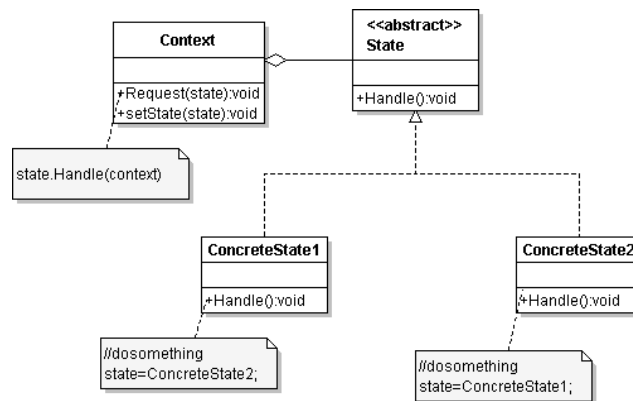 Context
+Request(state):void
+setState(state):void
<<abstract>>
State
+Handle():void
state.Handle(context)
ConcreteState1
+Handle():void
//dosomething
state=ConcreteState2;
ConcreteState2
+Handle():void
//dosomething
state=ConcreteState1;